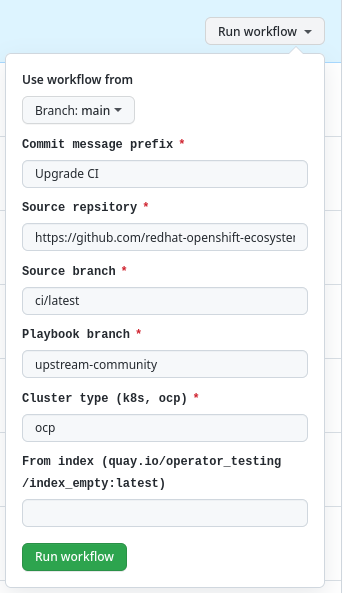 Run workflow
Use workflow from
Branch: main
Commit message prefix *
Upgrade CI
Source repsitory *
https://github.com/redhat-openshift-ecosyster
Source branch *
ci/latest
Playbook branch *
upstream-community
Cluster type (k8s, ocp) *
ocp
From index (quay.io/operator_testing
/index_empty:latest)
Run workflow